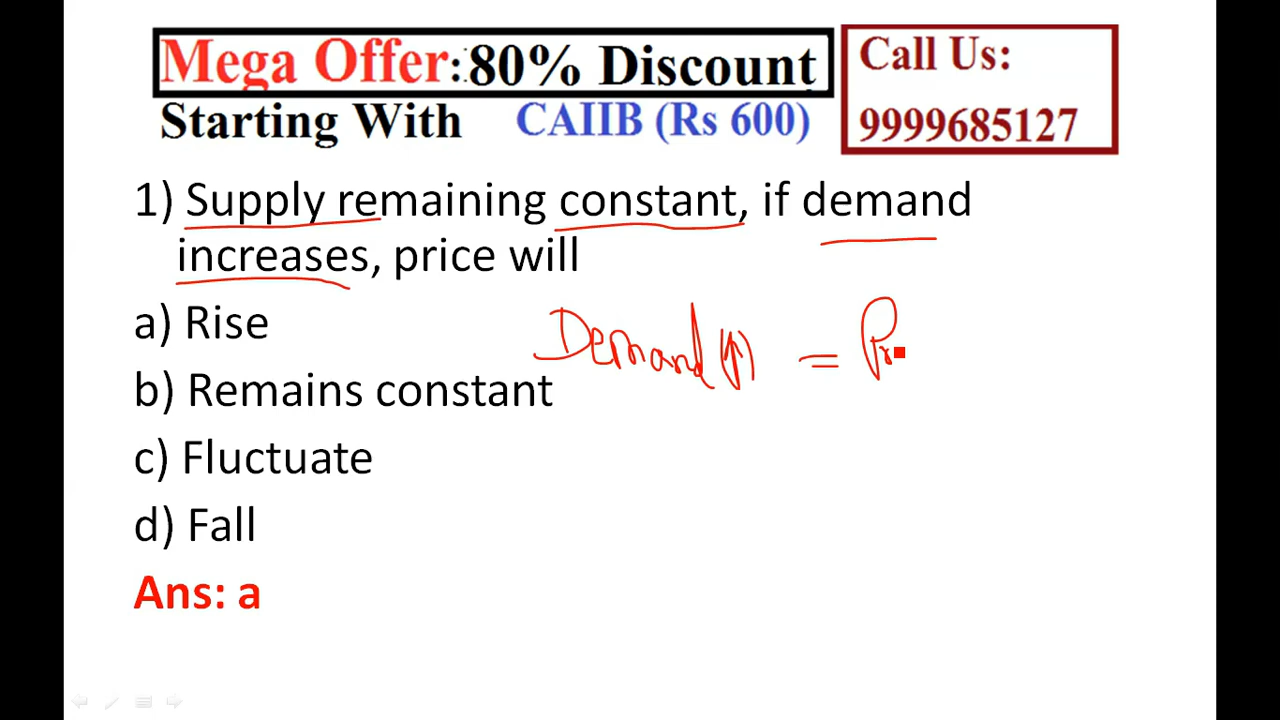 Mega Offer:80% Discount
Starting With CAIIB (Rs 600)
Call Us:
9999685127
1) Supply remaining constant, if demand
increases, price will
a) Rise
Demand (↑) = Pr
b) Remains constant
c) Fluctuate
d) Fall
Ans: a